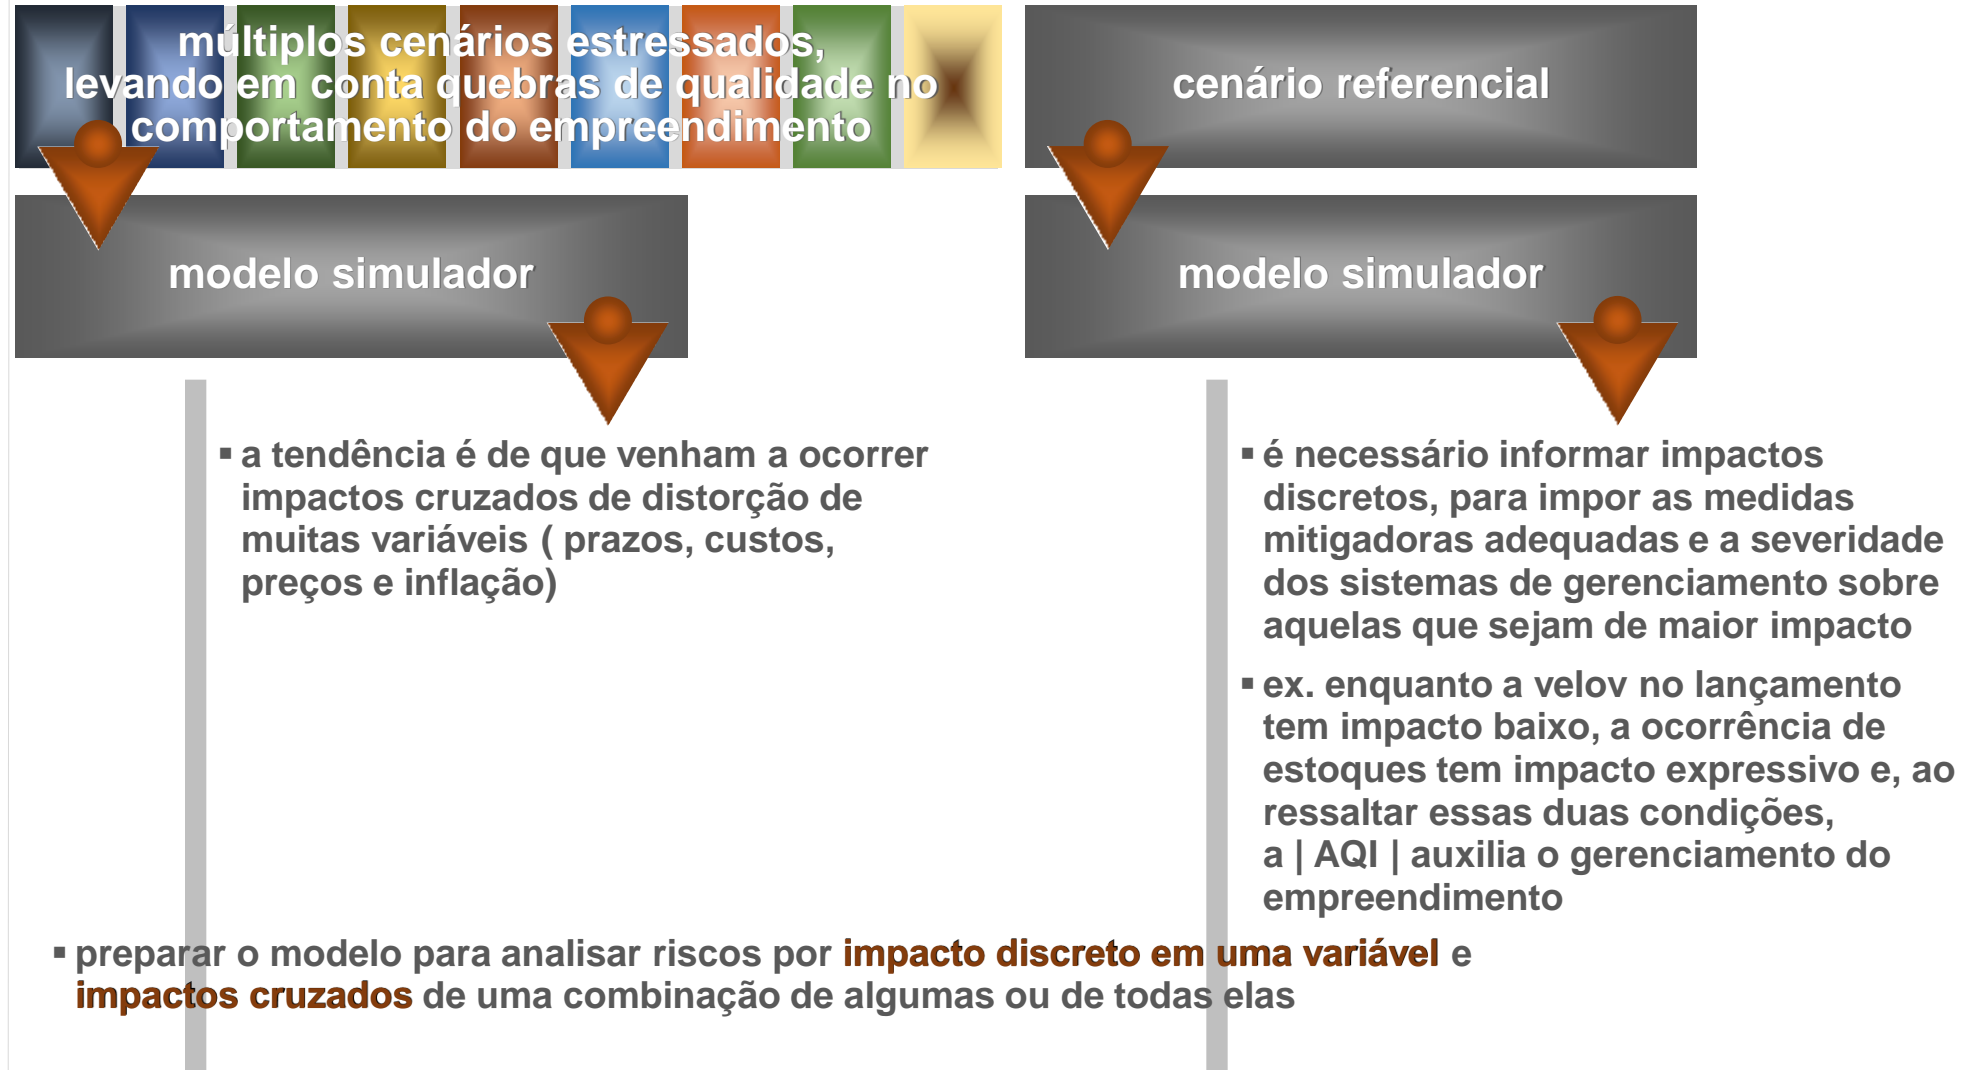 múltiplos cenários estressados,
levando em conta quebras de qualidade no
comportamento do empreendimento
modelo simulador
▪ a tendência é de que venham a ocorrer
impactos cruzados de distorção de
muitas variáveis ( prazos, custos,
preços e inflação)
cenário referencial
modelo simulador
▪ é necessário informar impactos
discretos, para impor as medidas
mitigadoras adequadas e a severidade
dos sistemas de gerenciamento sobre
aquelas que sejam de maior impacto
▪ ex. enquanto a velov no lançamento
tem impacto baixo, a ocorrência de
estoques tem impacto expressivo e, ao
ressaltar essas duas condições,
a | AQI | auxilia o gerenciamento do
empreendimento
▪ preparar o modelo para analisar riscos por impacto discreto em uma variável e
impactos cruzados de uma combinação de algumas ou de todas elas